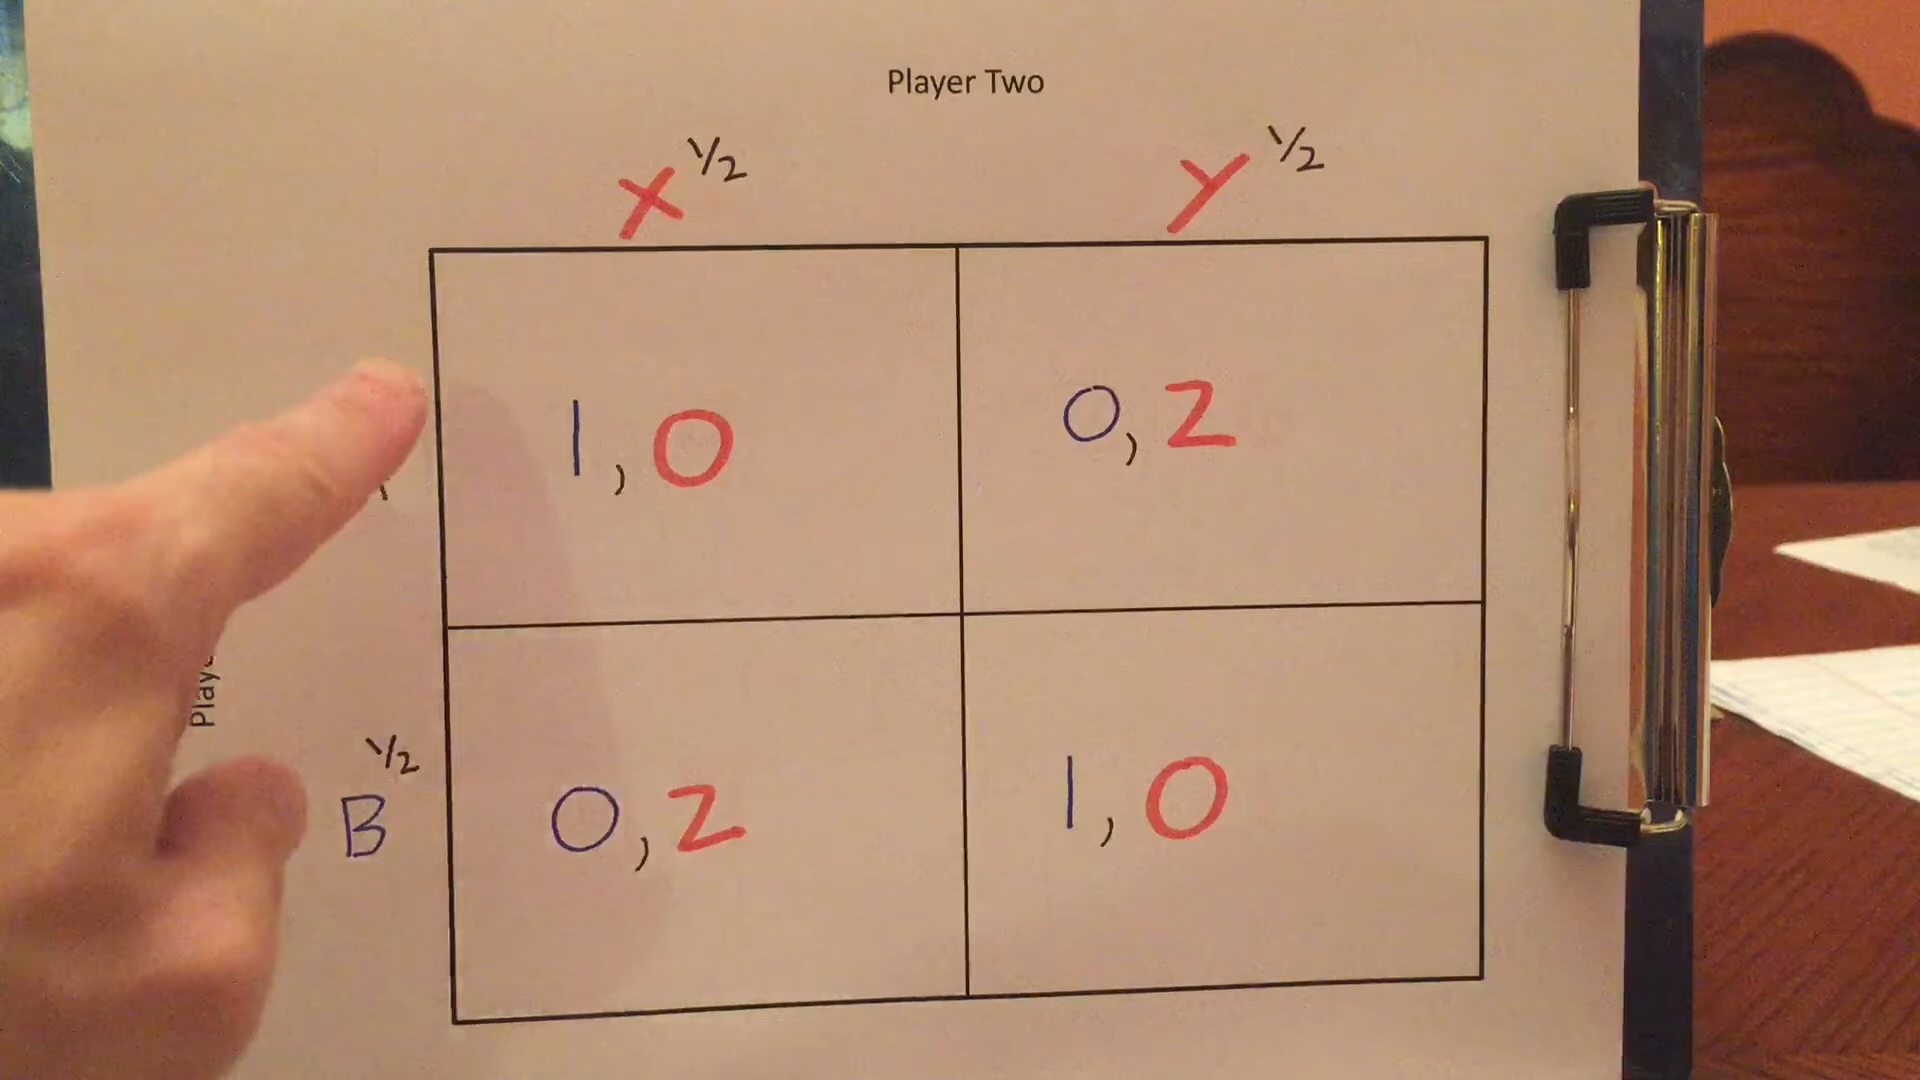 Player Two
X 1/2 Y 1/2
1, 0 0, 2
1/2
B 0, 2 1, 0